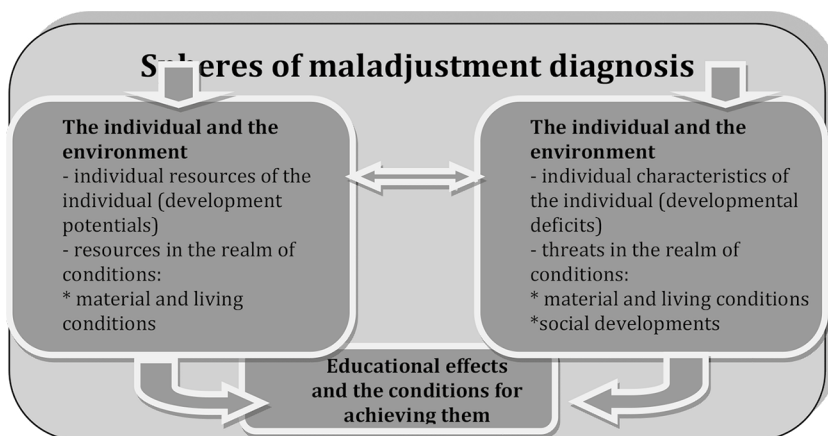 Spheres of maladjustment diagnosis
The individual and the
environment
- individual resources of the
individual (development
potentials)
- resources in the realm of
conditions:
* material and living
conditions
The individual and the
environment
- individual characteristics of
the individual (developmental
deficits)
- threats in the realm of
conditions:
* material and living conditions
*social developments
Educational effects
and the conditions for
achieving them